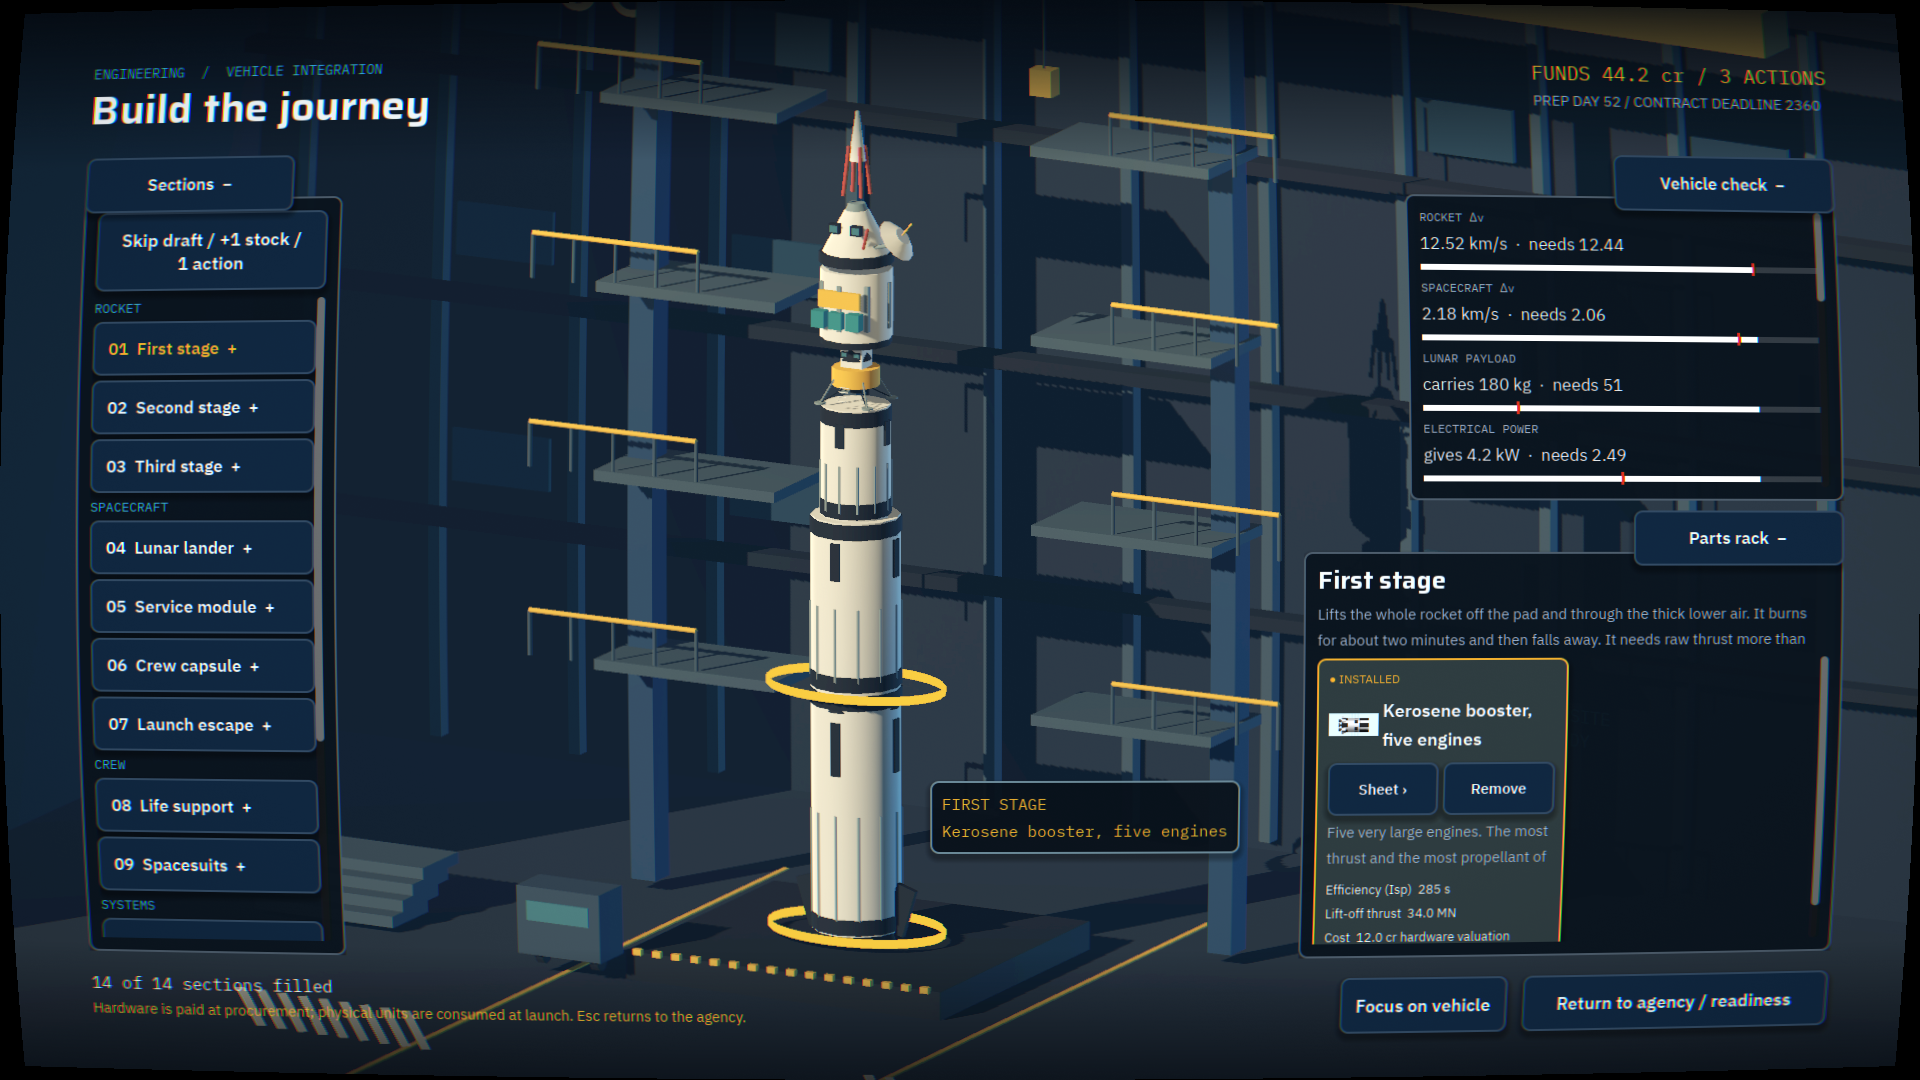 ENGINEERING / VEHICLE INTEGRATION
Build the journey
FUNDS 44.2 cr / 3 ACTIONS
PREP DAY 52 / CONTRACT DEADLINE 2360
Sections –
Skip draft / +1 stock /
1 action
ROCKET
01 First stage +
02 Second stage +
03 Third stage +
SPACECRAFT
04 Lunar lander +
05 Service module +
06 Crew capsule +
07 Launch escape +
CREW
08 Life support +
09 Spacesuits +
SYSTEMS
14 of 14 sections filled
Hardware is paid at procurement; physical units are consumed at launch. Esc returns to the agency.
FIRST STAGE
Kerosene booster, five engines
Vehicle check –
ROCKET Δv
12.52 km/s · needs 12.44
SPACECRAFT Δv
2.18 km/s · needs 2.06
LUNAR PAYLOAD
carries 180 kg · needs 51
ELECTRICAL POWER
gives 4.2 kW · needs 2.49
Parts rack –
First stage
Lifts the whole rocket off the pad and through the thick lower air. It burns
for about two minutes and then falls away. It needs raw thrust more than
• INSTALLED
Kerosene booster,
five engines
Sheet ›
Remove
Five very large engines. The most
thrust and the most propellant of
Efficiency (Isp) 285 s
Lift-off thrust 34.0 MN
Cost 12.0 cr hardware valuation
Focus on vehicle
Return to agency / readiness